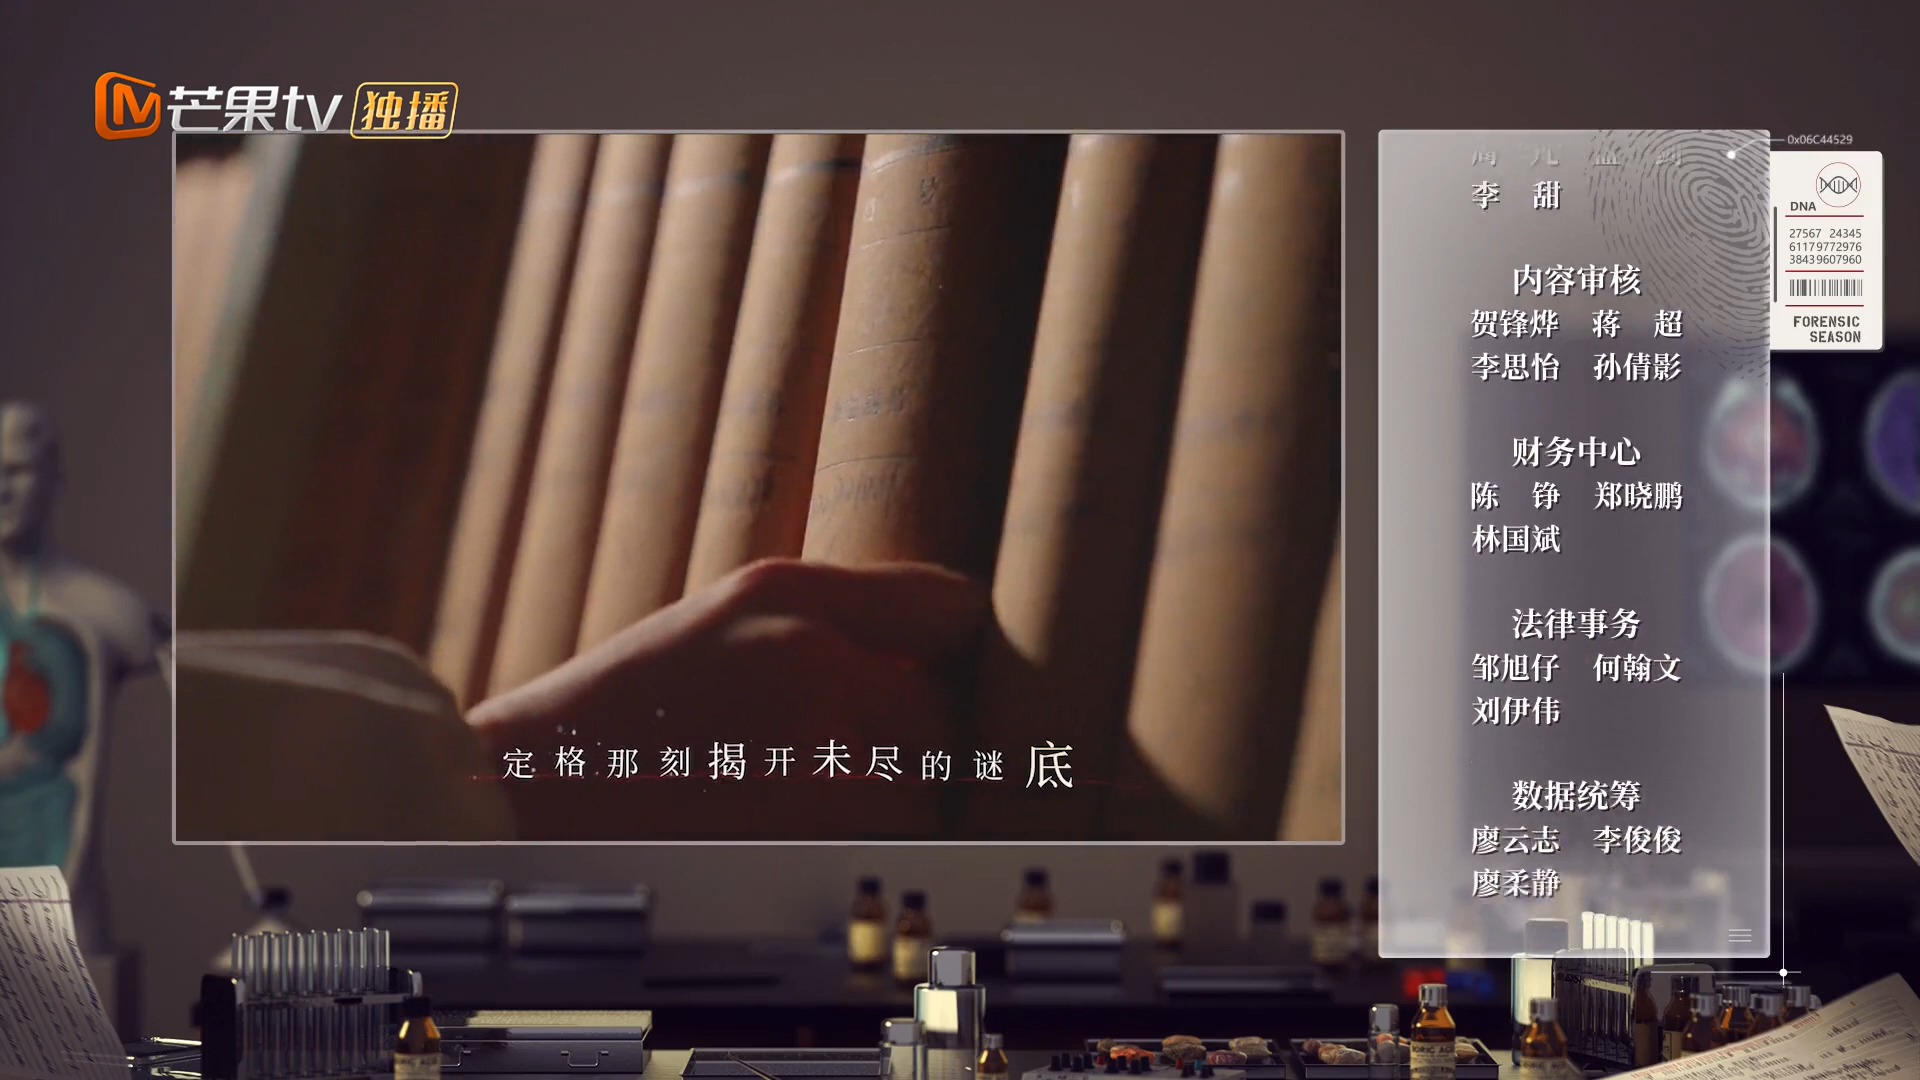 芒果tv 独播
定格那刻揭开未尽的谜底
李 甜
内容审核
贺锋烨 蒋 超
李思怡 孙倩影
财务中心
陈 铮 郑晓鹏
林国斌
法律事务
邹旭仔 何翰文
刘伊伟
数据统筹
廖云志 李俊俊
廖柔静
0x06C44529
DNA
27567 24345
61179772976
38439607960
FORENSIC
SEASON